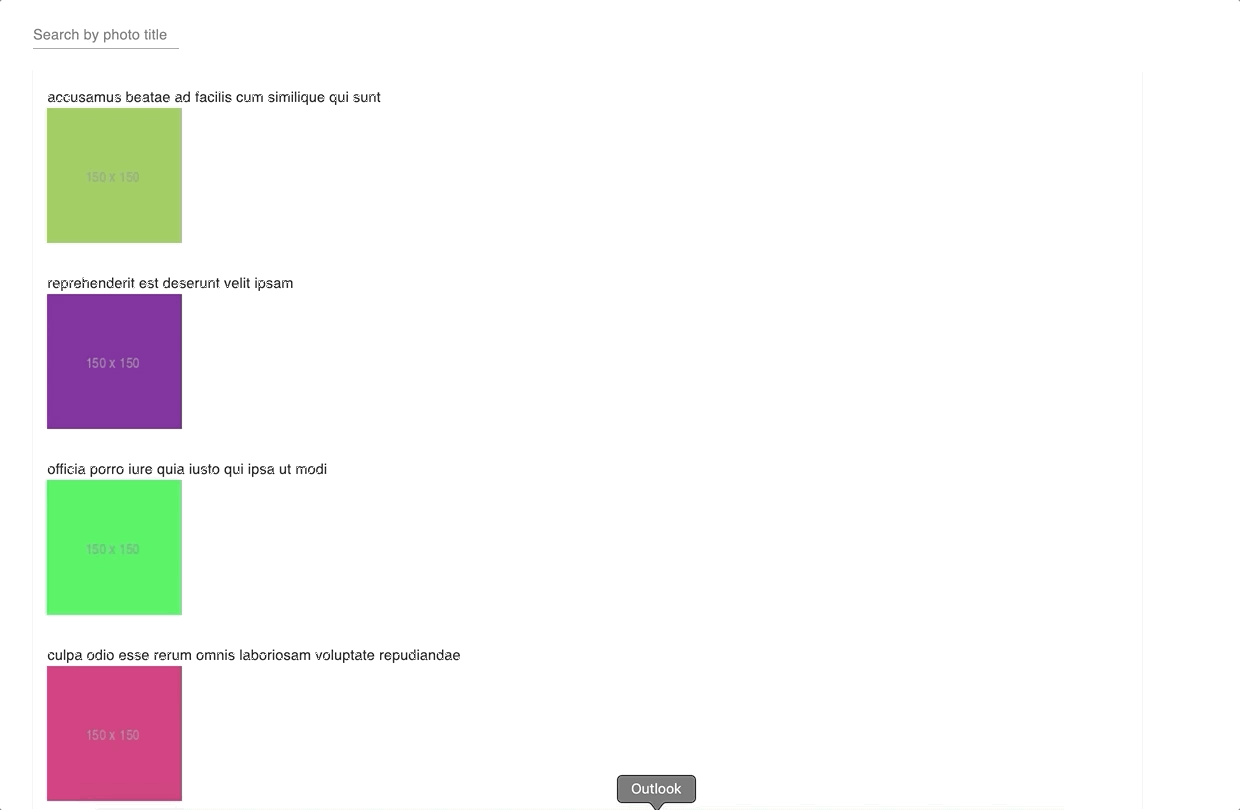 Search by photo title
accusamus beatae ad facilis cum similique qui sunt
150 x 150
reprehenderit est deserunt velit ipsam
150 x 150
officia porro iure quia iusto qui ipsa ut modi
150 x 150
culpa odio esse rerum omnis laboriosam voluptate repudiandae
150 x 150
Outlook